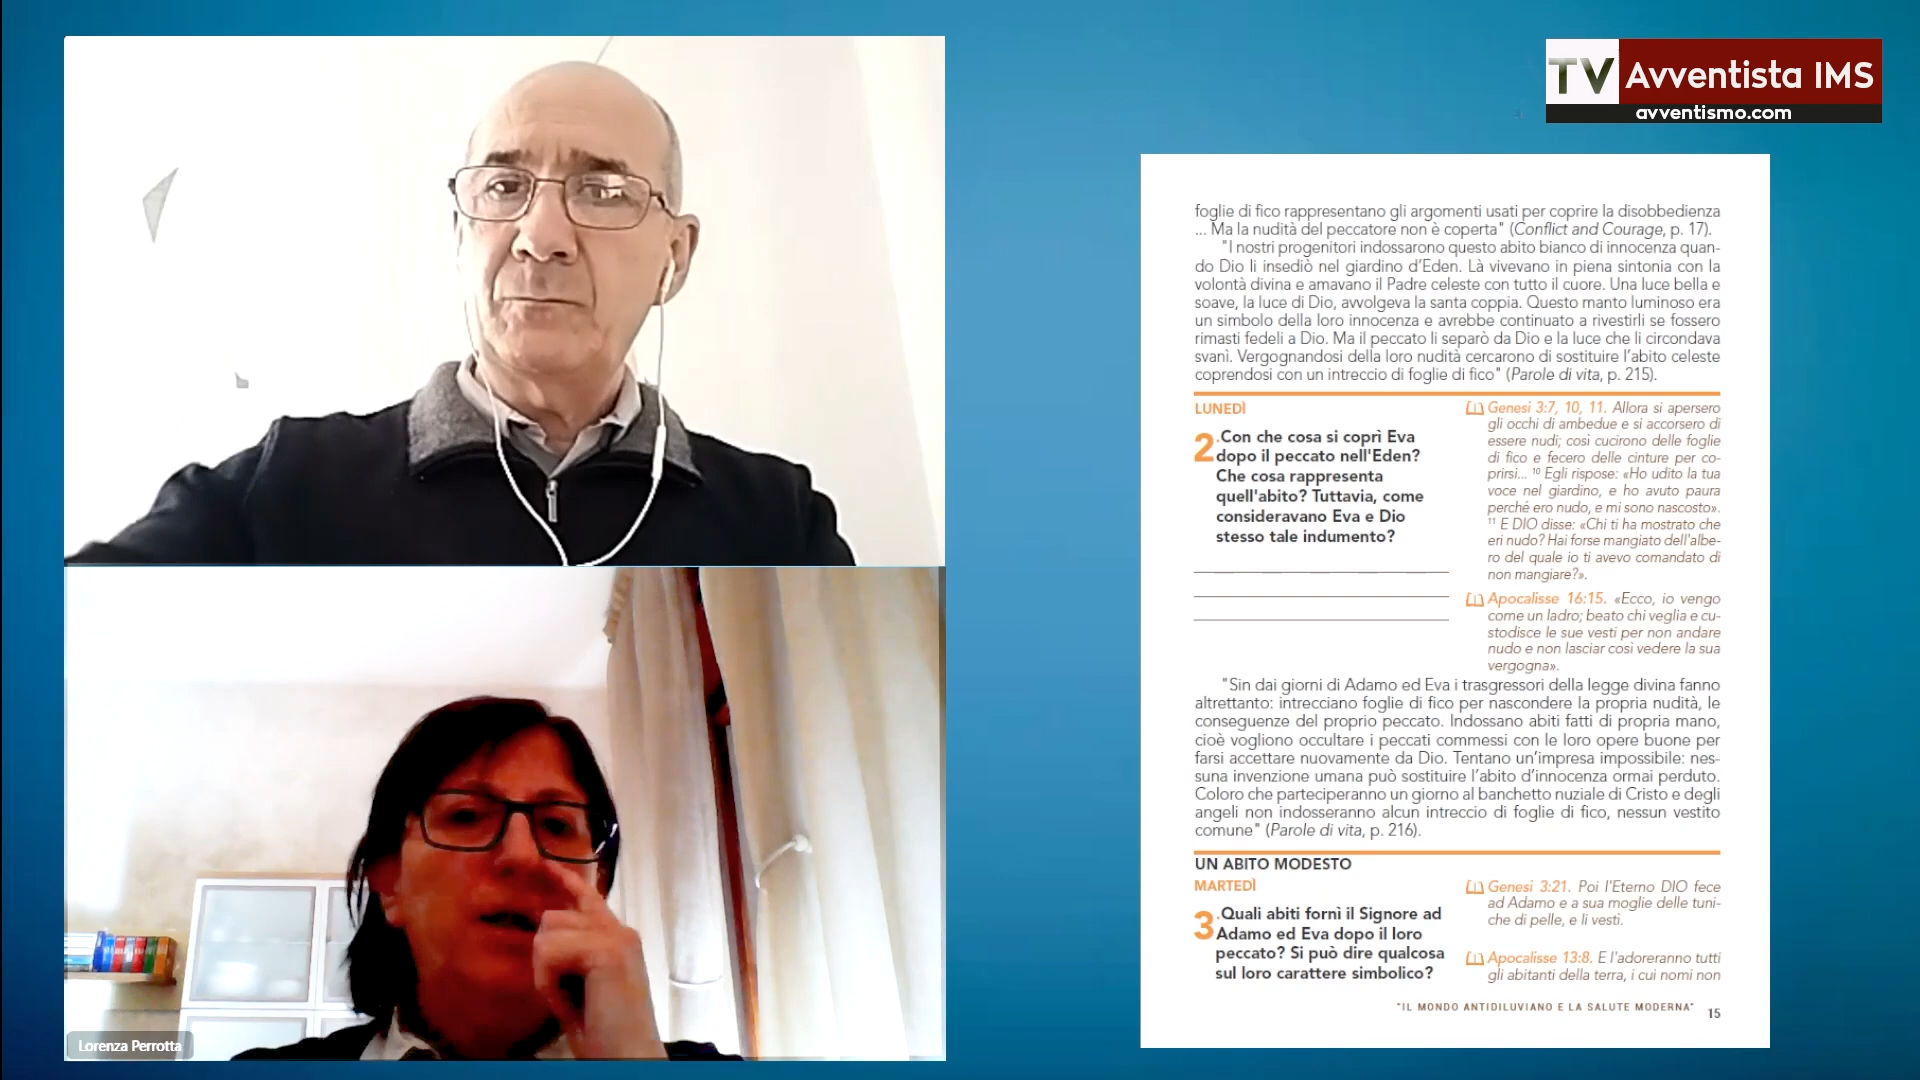 TV Avventista IMS
avventismo.com
foglie di fico rappresentano gli argomenti usati per coprire la disobbedienza
... Ma la nudità del peccatore non è coperta" (Conflict and Courage, p. 17).
"I nostri progenitori indossarono questo abito bianco di innocenza quan-
do Dio li insediò nel giardino d'Eden. Là vivevano in piena sintonia con la
volontà divina e amavano il Padre celeste con tutto il cuore. Una luce bella e
soave, la luce di Dio, avvolgeva la santa coppia. Questo manto luminoso era
un simbolo della loro innocenza e avrebbe continuato a rivestirli se fossero
rimasti fedeli a Dio. Ma il peccato li separò da Dio e la luce che li circondava
svanì. Vergognandosi della loro nudità cercarono di sostituire l'abito celeste
coprendosi con un intreccio di foglie di fico" (Parole di vita, p. 215).
LUNEDÌ
2.Con che cosa si coprì Eva
dopo il peccato nell'Eden?
Che cosa rappresenta
quell'abito? Tuttavia, come
consideravano Eva e Dio
stesso tale indumento?
Genesi 3:7, 10, 11. Allora si apersero
gli occhi di ambedue e si accorsero di
essere nudi; così cucirono delle foglie
di fico e fecero delle cinture per co-
prirsi... 10 Egli rispose: «Ho udito la tua
voce nel giardino, e ho avuto paura
perché ero nudo, e mi sono nascosto».
11 E DIO disse: «Chi ti ha mostrato che
eri nudo? Hai forse mangiato dell'albe-
ro del quale io ti avevo comandato di
non mangiare?».
Apocalisse 16:15. «Ecco, io vengo
come un ladro; beato chi veglia e cu-
stodisce le sue vesti per non andare
nudo e non lasciar così vedere la sua
vergogna».
"Sin dai giorni di Adamo ed Eva i trasgressori della legge divina fanno
altrettanto: intrecciano foglie di fico per nascondere la propria nudità, le
conseguenze del proprio peccato. Indossano abiti fatti di propria mano,
cioè vogliono occultare i peccati commessi con le loro opere buone per
farsi accettare nuovamente da Dio. Tentano un'impresa impossibile: nes-
suna invenzione umana può sostituire l'abito d'innocenza ormai perduto.
Coloro che parteciperanno un giorno al banchetto nuziale di Cristo e degli
angeli non indosseranno alcun intreccio di foglie di fico, nessun vestito
comune" (Parole di vita, p. 216).
UN ABITO MODESTO
MARTEDÌ
3.Quali abiti fornì il Signore ad
Adamo ed Eva dopo il loro
peccato? Si può dire qualcosa
sul loro carattere simbolico?
Genesi 3:21. Poi l'Eterno DIO fece
ad Adamo e a sua moglie delle tuni-
che di pelle, e li vestì.
Apocalisse 13:8. E l'adoreranno tutti
gli abitanti della terra, i cui nomi non
"IL MONDO ANTIDILUVIANO E LA SALUTE MODERNA" 15
Lorenza Perrotta